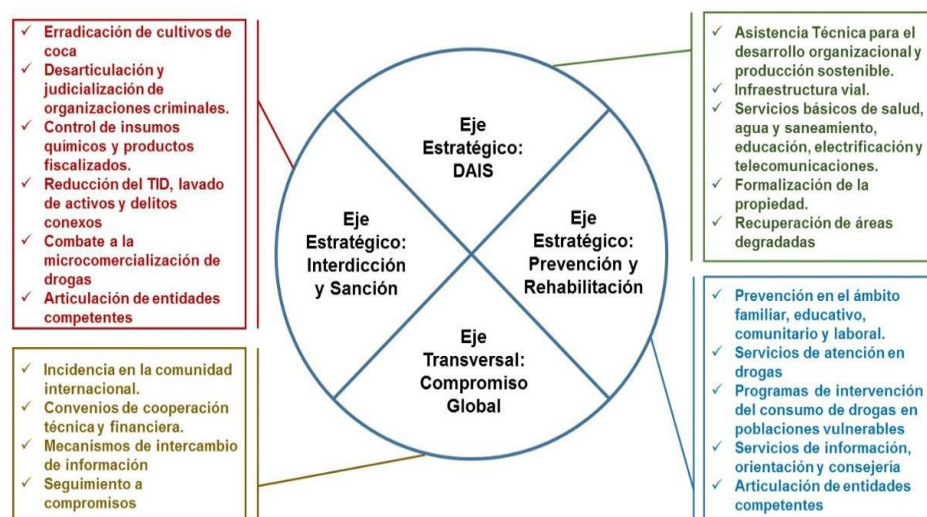 ✓ Erradicación de cultivos de
coca
✓ Desarticulación y
judicialización de
organizaciones criminales.
✓ Control de insumos
químicos y productos
fiscalizados.
✓ Reducción del TID, lavado
de activos y delitos
conexos
✓ Combate a la
microcomercialización de
drogas
✓ Articulación de entidades
competentes
Eje
Estratégico:
DAIS
✓ Asistencia Técnica para el
desarrollo organizacional y
producción sostenible.
✓ Infraestructura vial.
✓ Servicios básicos de salud,
agua y saneamiento,
educación, electrificación y
telecomunicaciones.
✓ Formalización de la
propiedad.
✓ Recuperación de áreas
degradadas
Eje
Estratégico:
Interdicción
y Sanción
Eje
Estratégico:
Prevención y
Rehabilitación
✓ Incidencia en la comunidad
internacional.
✓ Convenios de cooperación
técnica y financiera.
✓ Mecanismos de intercambio
de información
✓ Seguimiento a
compromisos
Eje
Transversal:
Compromiso
Global
✓ Prevención en el ámbito
familiar, educativo,
comunitario y laboral.
✓ Servicios de atención en
drogas
✓ Programas de intervención
del consumo de drogas en
poblaciones vulnerables
✓ Servicios de información,
orientación y consejería
✓ Articulación de entidades
competentes